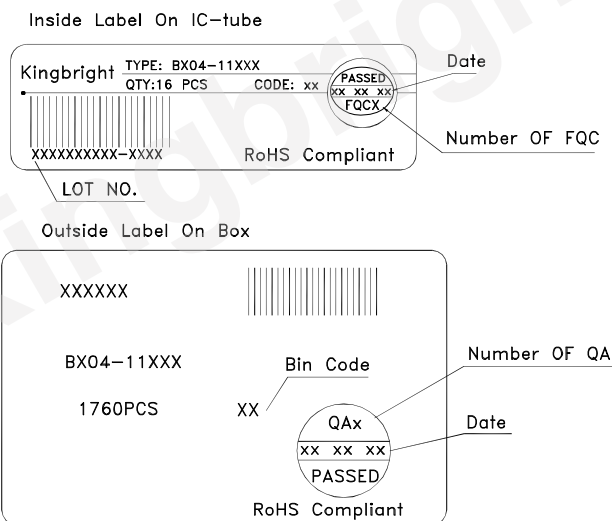 Inside Label On IC-tube
Kingbright
TYPE: BX04-11XXX
QTY:16 PCS CODE: xx
PASSED
xx xx xx
FQCX
Date
Number OF FQC
XXXXXXXXXX-XXXX
RoHS Compliant
LOT NO.
Outside Label On Box
XXXXXX
BX04-11XXX
Bin Code
Number OF QA
1760PCS
XX
QAx
Date
xx xx xx
PASSED
RoHS Compliant
kingbright